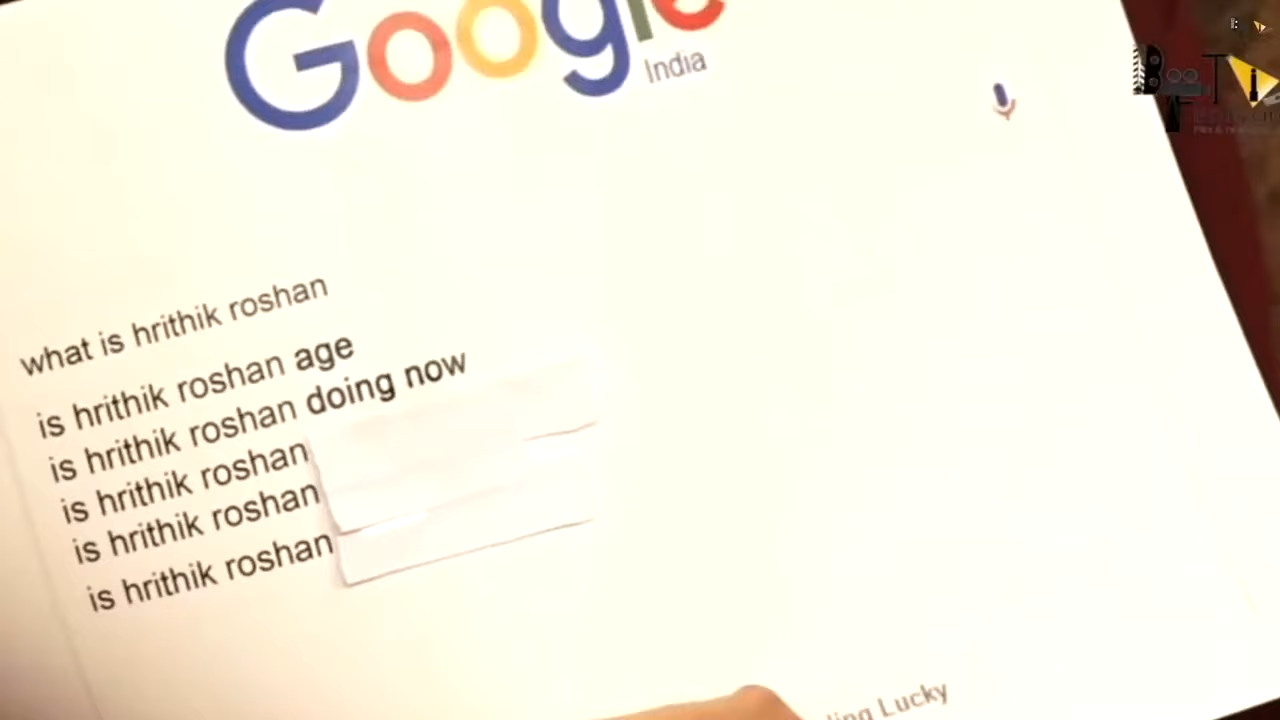 Google
India
what is hrithik roshan
is hrithik roshan age
is hrithik roshan doing now
is hrithik roshan
is hrithik roshan
is hrithik roshan
Lucky